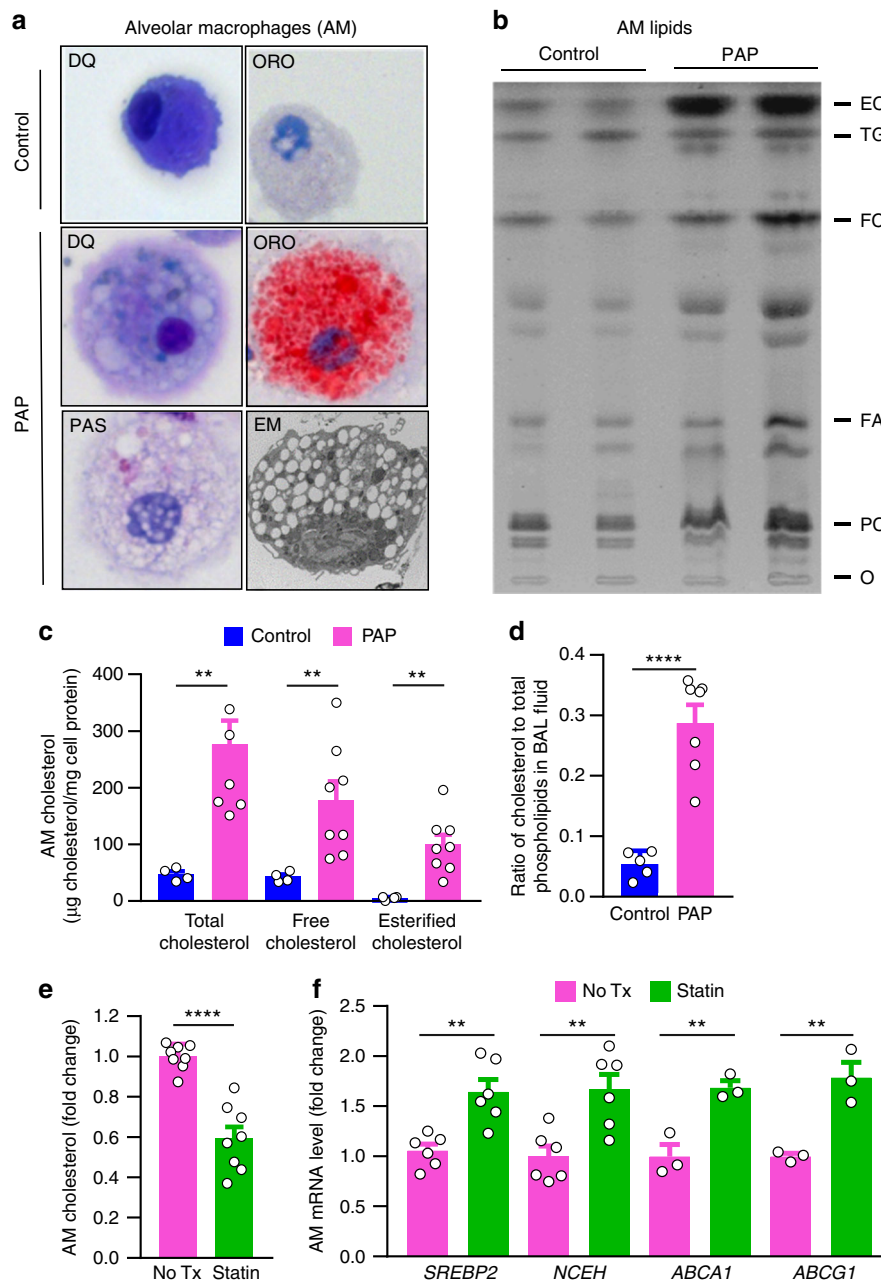 a
Alveolar macrophages (AM)
Control
PAP
DQ
ORO
DQ
ORO
PAS
EM
b
AM lipids
Control
PAP
EC
TG
FC
FA
PC
O
c
Control
PAP
AM cholesterol
(μg cholesterol/mg cell protein)
400
300
200
100
0
**
**
**
Total
cholesterol
Free
cholesterol
Esterified
cholesterol
d
Ratio of cholesterol to total
phospholipids in BAL fluid
0.4
0.3
0.2
0.1
0.0
****
Control
PAP
e
AM cholesterol (fold change)
1.2
1.0
0.8
0.6
0.4
0.2
0.0
****
No Tx
Statin
f
No Tx
Statin
AM mRNA level (fold change)
2.5
2.0
1.5
1.0
0.5
0.0
**
**
**
**
SREBP2
NCEH
ABCA1
ABCG1